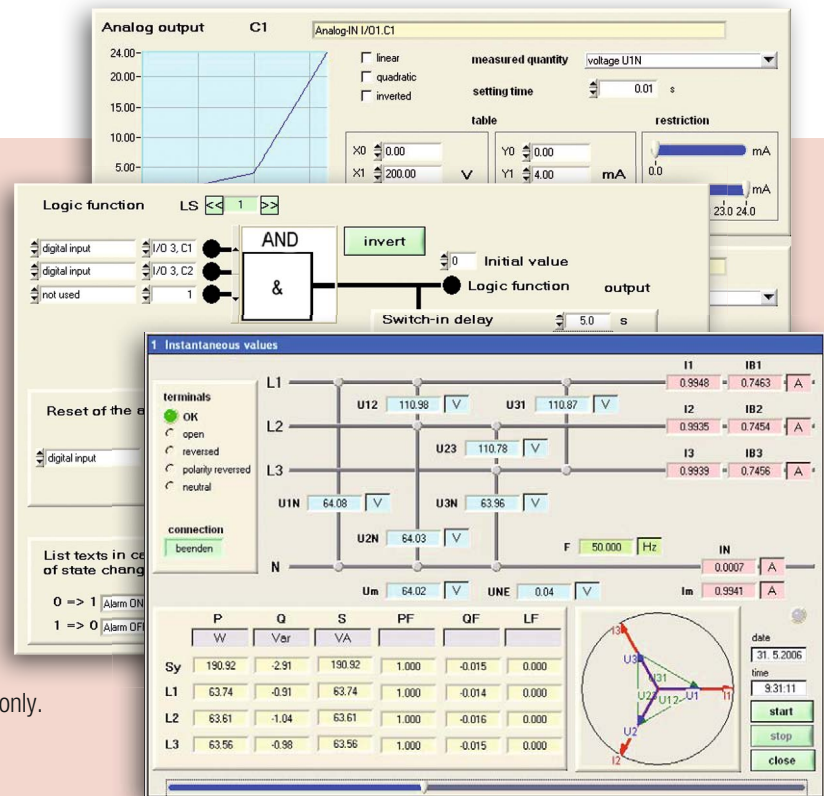 Analog output C1 Analog-IN I/O1.C1
24.00
20.00
15.00
10.00
5.00
linear
quadratic
inverted
measured quantity voltage U1N
setting time 0.01 s
table
restriction
X0 0.00
X1 200.00
V
Y0 0.00
Y1 4.00
mA
mA
0.0
mA
23.0 24.0
Logic function LS << 1 >>
digital input I/O 3, C1
digital input I/O 3, C2
not used 1
AND
&
invert
0 Initial value
Logic function output
Switch-in delay 5.0 s
Reset of the a
digital input
List texts in ca
of state chang
0 => 1 Alarm ON
1 => 0 Alarm OFF
only.
1 Instantaneous values
terminals
OK
open
reversed
polarity reversed
neutral
connection
beenden
L1
L2
L3
N
U12 110.98 V
U31 110.87 V
U23 110.78 V
U1N 64.08 V
U3N 63.96 V
U2N 64.03 V
F 50.000 Hz
Um 64.02 V
UNE 0.04 V
I1 IB1
0.9948 0.7463 A
I2 IB2
0.9935 0.7454 A
I3 IB3
0.9939 0.7456 A
IN
0.0007 A
Im 0.9941 A
P Q S PF QF LF
W Var VA
Sy 190.92 -2.91 190.92 1.000 -0.015 0.000
L1 63.74 -0.91 63.74 1.000 -0.014 0.000
L2 63.61 -1.04 63.61 1.000 -0.016 0.000
L3 63.56 -0.98 63.56 1.000 -0.015 0.000
I3
U3
U31
U23
U12
U1
I1
U2
I2
date
31. 5.2006
time
9:31:11
start
stop
close